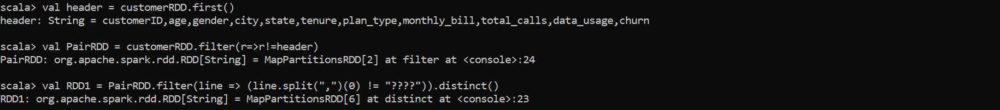 scala> val header = customerRDD.first()
header: String = customerID,age,gender,city,state,tenure,plan_type,monthly_bill,total_calls,data_usage,churn
scala> val PairRDD = customerRDD.filter(r=>r!=header)
PairRDD: org.apache.spark.rdd.RDD[String] = MapPartitionsRDD[2] at filter at <console>:24
scala> val RDD1 = PairRDD.filter(line => (line.split(",")(0) != "????")).distinct()
RDD1: org.apache.spark.rdd.RDD[String] = MapPartitionsRDD[6] at distinct at <console>:23